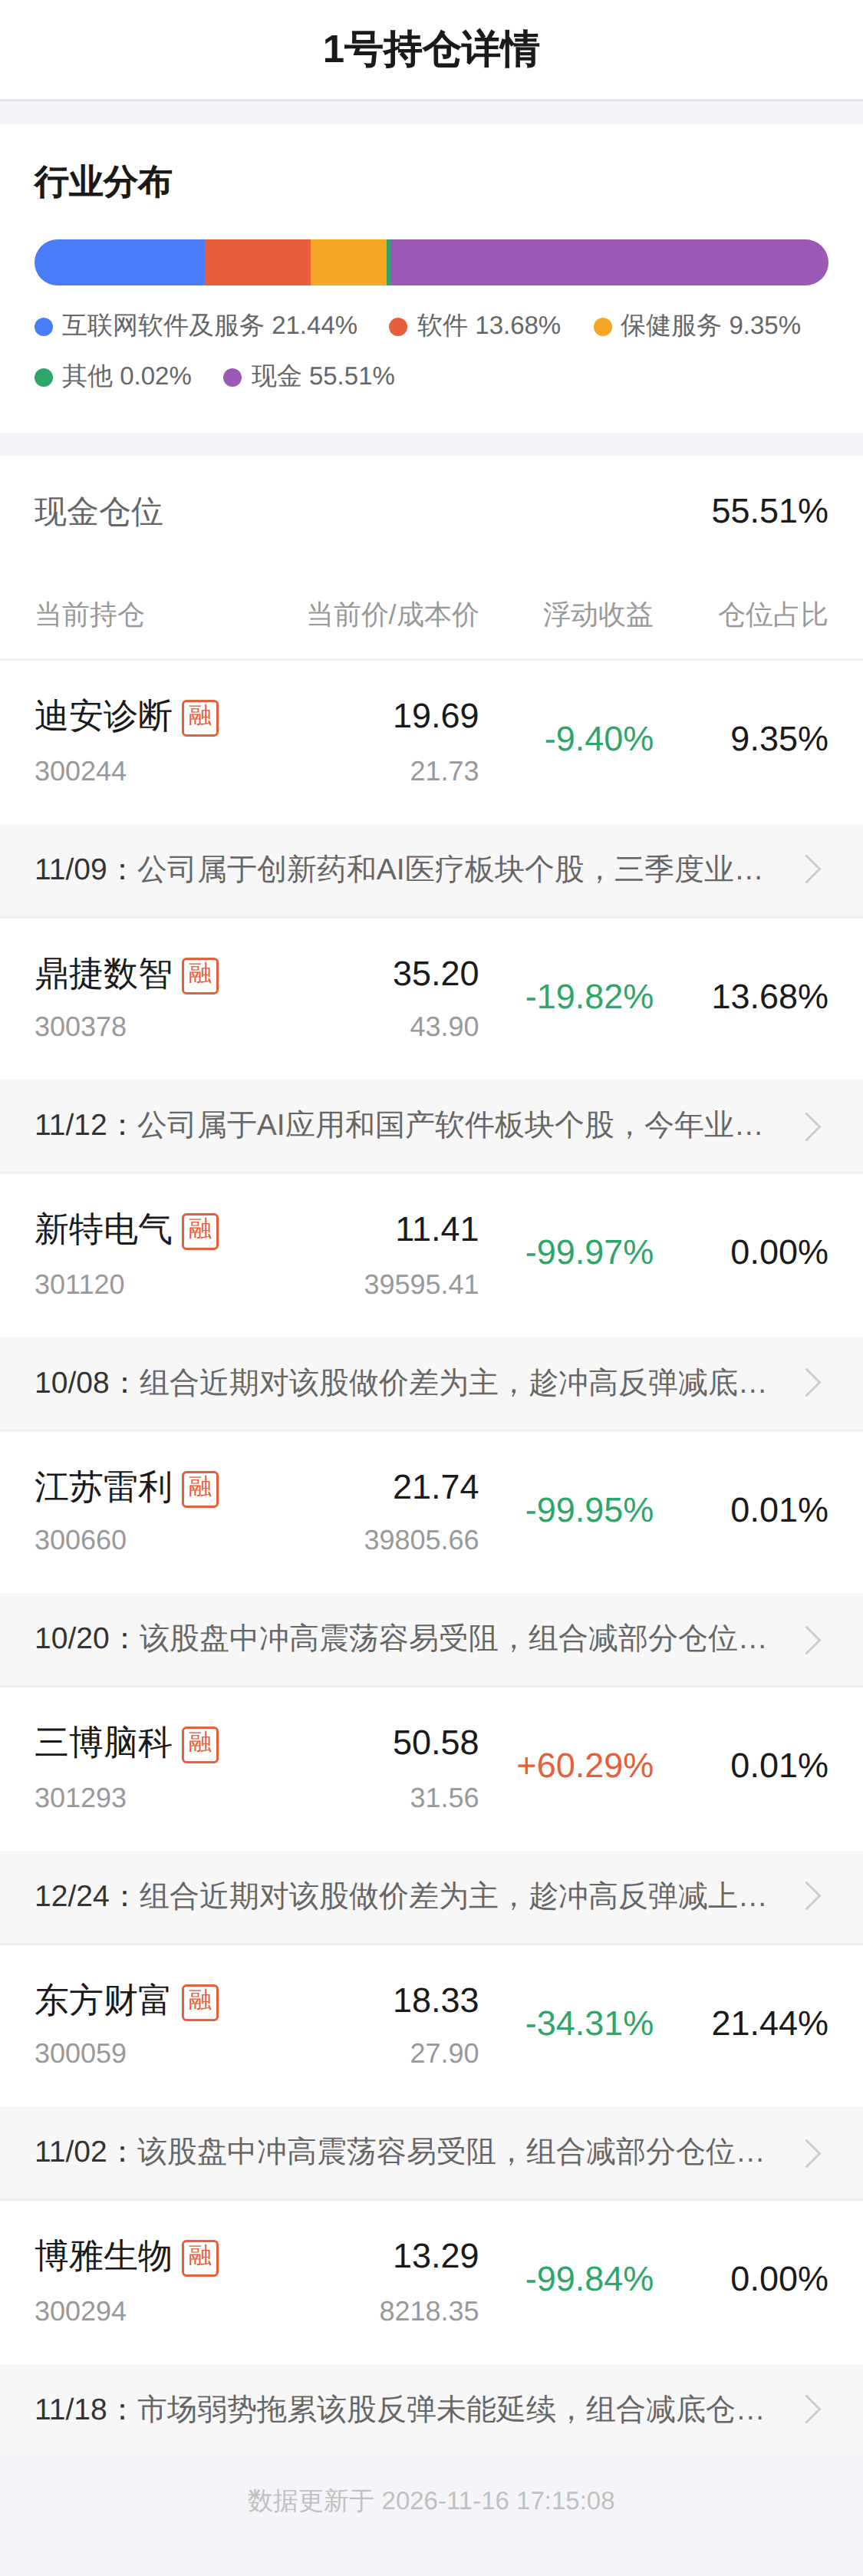 1号持仓详情
行业分布
互联网软件及服务 21.44% 软件 13.68% 保健服务 9.35%
其他 0.02% 现金 55.51%
现金仓位 55.51%
当前持仓 当前价/成本价 浮动收益 仓位占比
迪安诊断 融 19.69 -9.40% 9.35%
300244 21.73
11/09：公司属于创新药和AI医疗板块个股，三季度业…
鼎捷数智 融 35.20 -19.82% 13.68%
300378 43.90
11/12：公司属于AI应用和国产软件板块个股，今年业…
新特电气 融 11.41 -99.97% 0.00%
301120 39595.41
10/08：组合近期对该股做价差为主，趁冲高反弹减底…
江苏雷利 融 21.74 -99.95% 0.01%
300660 39805.66
10/20：该股盘中冲高震荡容易受阻，组合减部分仓位…
三博脑科 融 50.58 +60.29% 0.01%
301293 31.56
12/24：组合近期对该股做价差为主，趁冲高反弹减上…
东方财富 融 18.33 -34.31% 21.44%
300059 27.90
11/02：该股盘中冲高震荡容易受阻，组合减部分仓位…
博雅生物 融 13.29 -99.84% 0.00%
300294 8218.35
11/18：市场弱势拖累该股反弹未能延续，组合减底仓…
数据更新于 2026-11-16 17:15:08